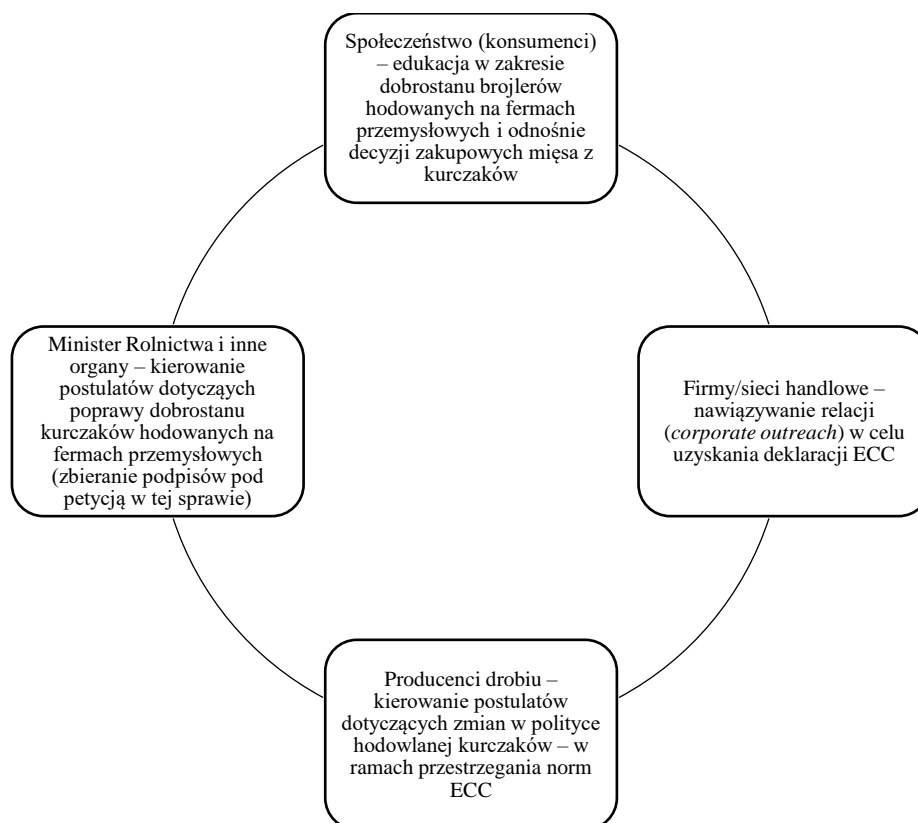 Społeczeństwo (konsumenci)
– edukacja w zakresie
dobrostanu brojlerów
hodowanych na fermach
przemysłowych i odnośnie
decyzji zakupowych mięsa z
kurczaków
Minister Rolnictwa i inne
organy – kierowanie
postulatów dotycząych
poprawy dobrostanu
kurczaków hodowanych na
fermach przemysłowych
(zbieranie podpisów pod
petycją w tej sprawie)
Firmy/sieci handlowe –
nawiązywanie relacji
(corporate outreach) w celu
uzyskania deklaracji ECC
Producenci drobiu –
kierowanie postulatów
dotyczących zmian w polityce
hodowlanej kurczaków – w
ramach przestrzegania norm
ECC